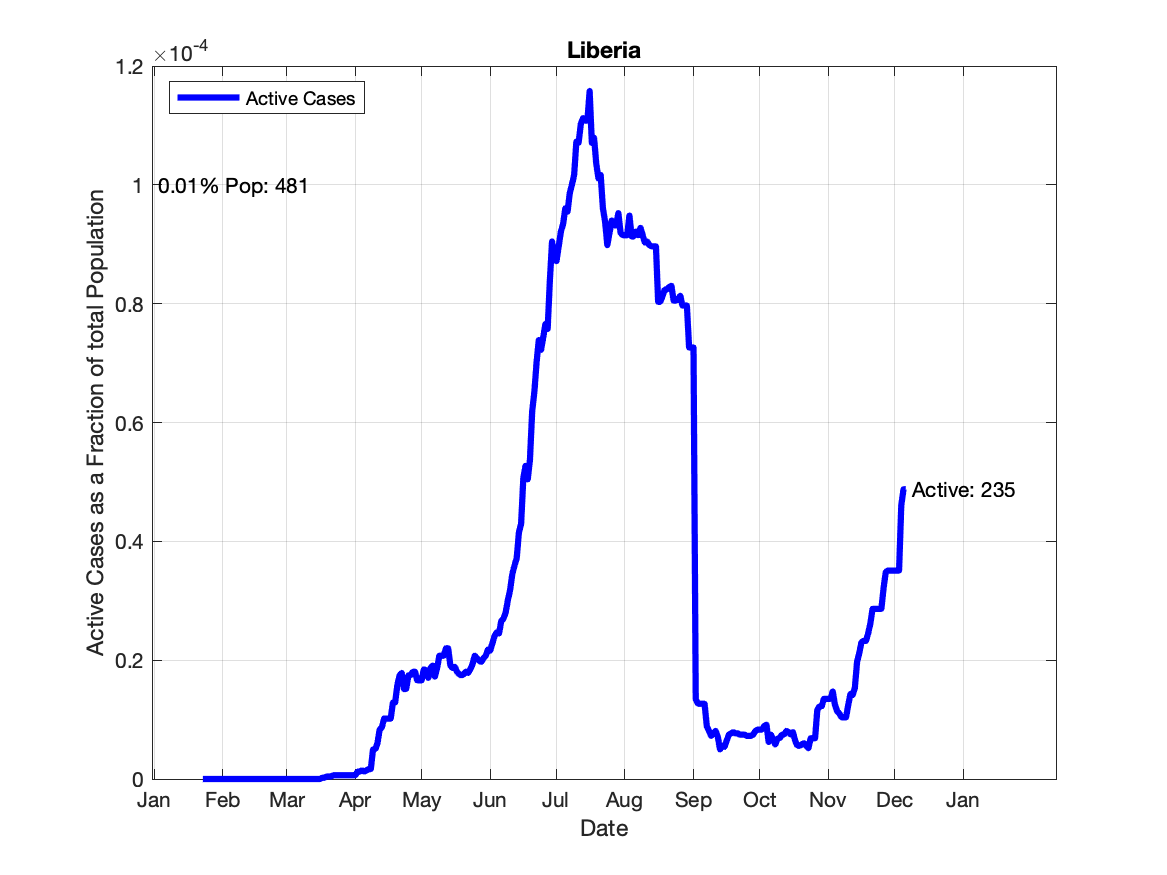 Liberia
×10-4
Active Cases
0.01% Pop: 481
Active: 235
1.2
1
0.8
0.6
0.4
0.2
0
Active Cases as a Fraction of total Population
Jan Feb Mar Apr May Jun Jul Aug Sep Oct Nov Dec Jan
Date